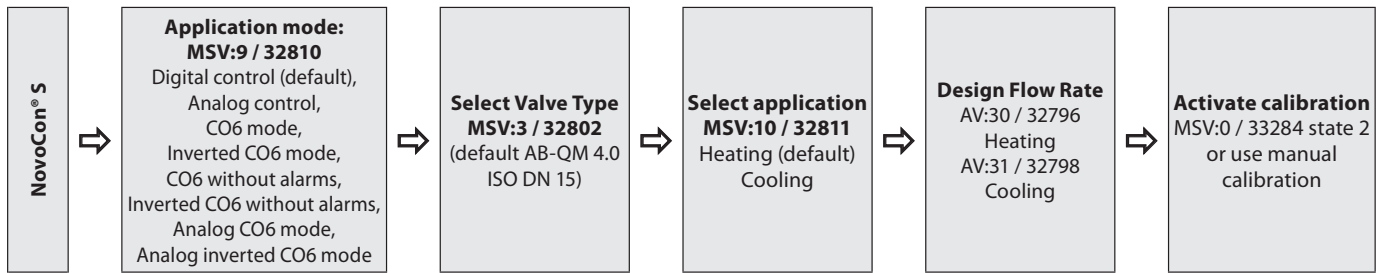 NovoCon® S
Application mode:
MSV:9 / 32810
Digital control (default),
Analog control,
CO6 mode,
Inverted CO6 mode,
CO6 without alarms,
Inverted CO6 without alarms,
Analog CO6 mode,
Analog inverted CO6 mode
Select Valve Type
MSV:3 / 32802
(default AB-QM 4.0
ISO DN 15)
Select application
MSV:10 / 32811
Heating (default)
Cooling
Design Flow Rate
AV:30 / 32796
Heating
AV:31 / 32798
Cooling
Activate calibration
MSV:0 / 33284 state 2
or use manual
calibration